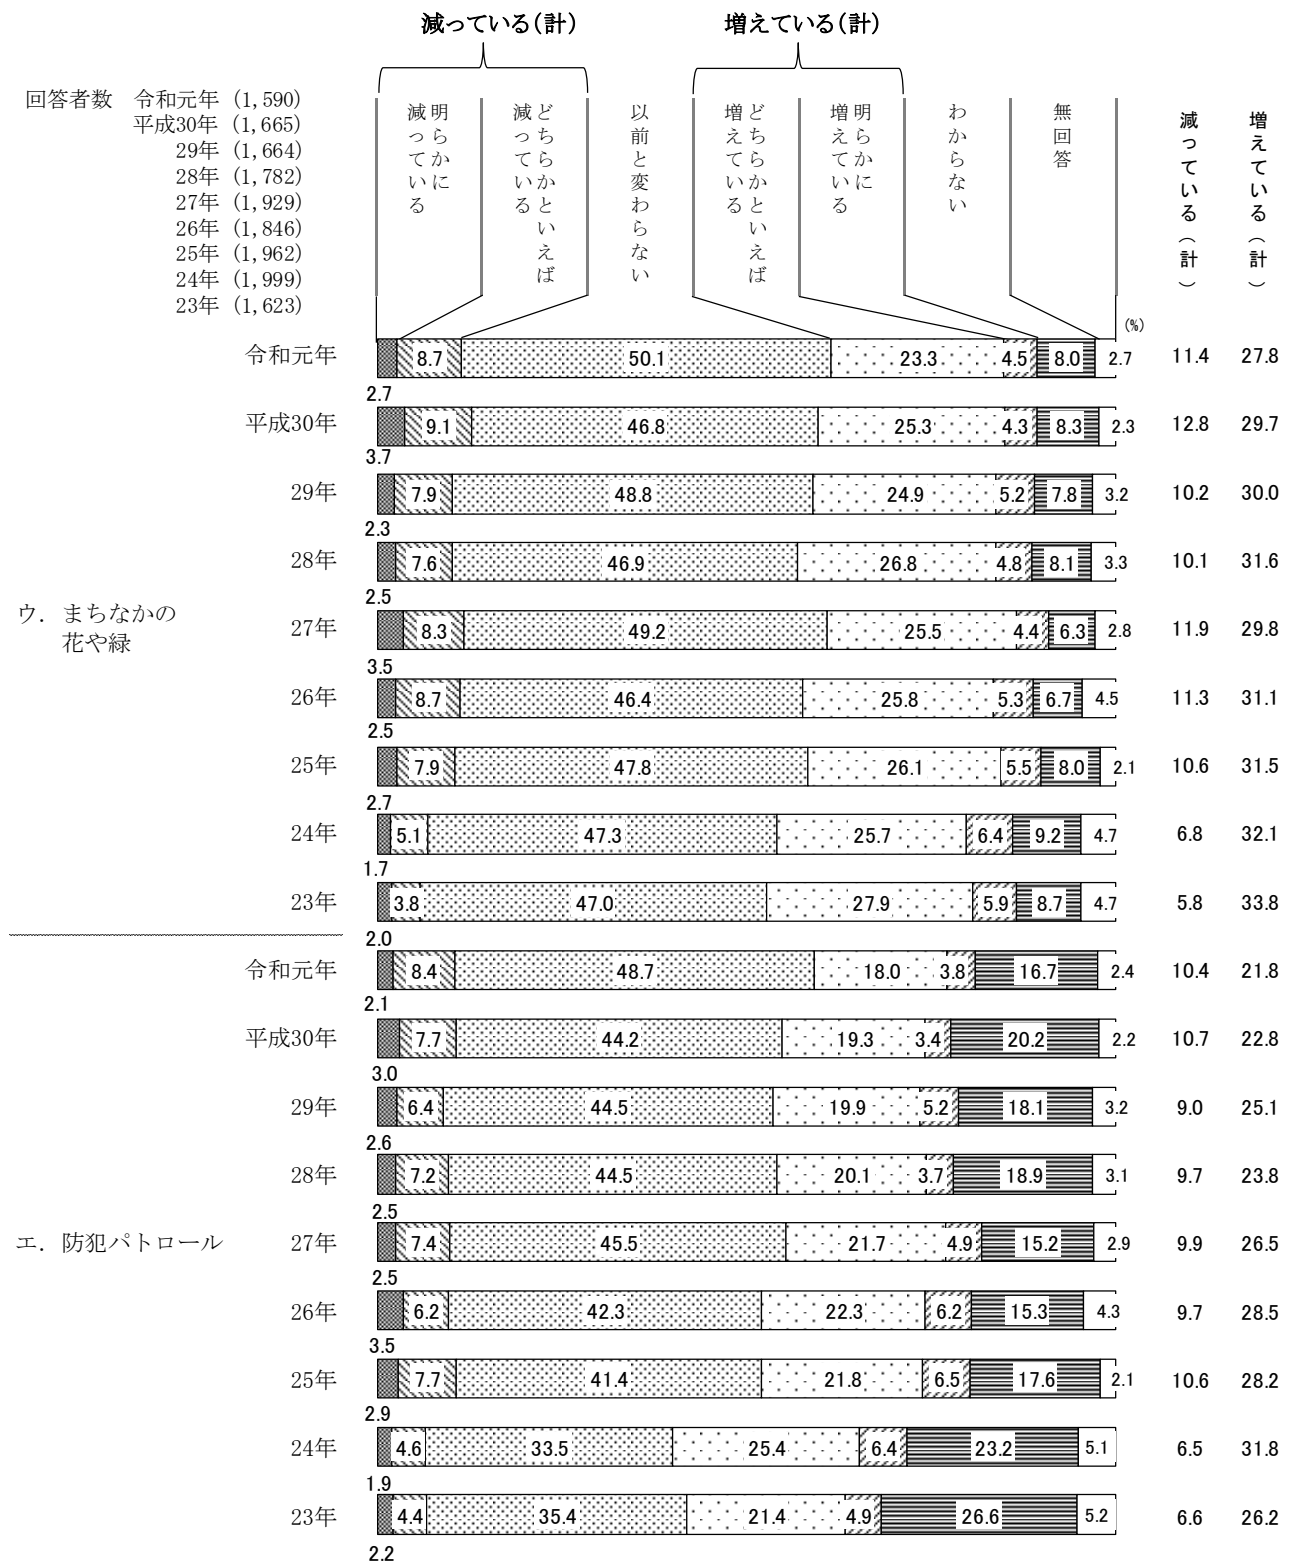 減っている(計)
増えている(計)
回答者数 令和元年 (1,590)
平成30年 (1,665)
29年 (1,664)
28年 (1,782)
27年 (1,929)
26年 (1,846)
25年 (1,962)
24年 (1,999)
23年 (1,623)
明らかに
減っている
どちらかといえば
減っている
以前と変わらない
どちらかといえば
増えている
明らかに
増えている
わからない
無回答
減っている(計)
増えている(計)
(%)
令和元年 8.7 50.1 23.3 4.5 8.0 2.7 11.4 27.8
2.7
平成30年 9.1 46.8 25.3 4.3 8.3 2.3 12.8 29.7
3.7
29年 7.9 48.8 24.9 5.2 7.8 3.2 10.2 30.0
2.3
28年 7.6 46.9 26.8 4.8 8.1 3.3 10.1 31.6
2.5
ウ. まちなかの
花や緑
27年 8.3 49.2 25.5 4.4 6.3 2.8 11.9 29.8
3.5
26年 8.7 46.4 25.8 5.3 6.7 4.5 11.3 31.1
2.5
25年 7.9 47.8 26.1 5.5 8.0 2.1 10.6 31.5
2.7
24年 5.1 47.3 25.7 6.4 9.2 4.7 6.8 32.1
1.7
23年 3.8 47.0 27.9 5.9 8.7 4.7 5.8 33.8
2.0
令和元年 8.4 48.7 18.0 3.8 16.7 2.4 10.4 21.8
2.1
平成30年 7.7 44.2 19.3 3.4 20.2 2.2 10.7 22.8
3.0
29年 6.4 44.5 19.9 5.2 18.1 3.2 9.0 25.1
2.6
28年 7.2 44.5 20.1 3.7 18.9 3.1 9.7 23.8
2.5
エ. 防犯パトロール 27年 7.4 45.5 21.7 4.9 15.2 2.9 9.9 26.5
2.5
26年 6.2 42.3 22.3 6.2 15.3 4.3 9.7 28.5
3.5
25年 7.7 41.4 21.8 6.5 17.6 2.1 10.6 28.2
2.9
24年 4.6 33.5 25.4 6.4 23.2 5.1 6.5 31.8
1.9
23年 4.4 35.4 21.4 4.9 26.6 5.2 6.6 26.2
2.2